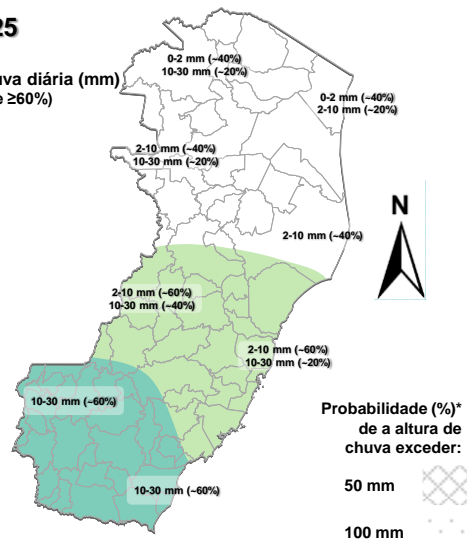 25
uva diária (mm)
e ≥60%)
0-2 mm (~40%)
10-30 mm (~20%)
0-2 mm (~40%)
2-10 mm (~20%)
2-10 mm (~40%)
10-30 mm (~20%)
2-10 mm (~40%)
N
2-10 mm (~60%)
10-30 mm (~40%)
2-10 mm (~60%)
10-30 mm (~20%)
10-30 mm (~60%)
10-30 mm (~60%)
Probabilidade (%)*
de a altura de
chuva exceder:
50 mm
100 mm